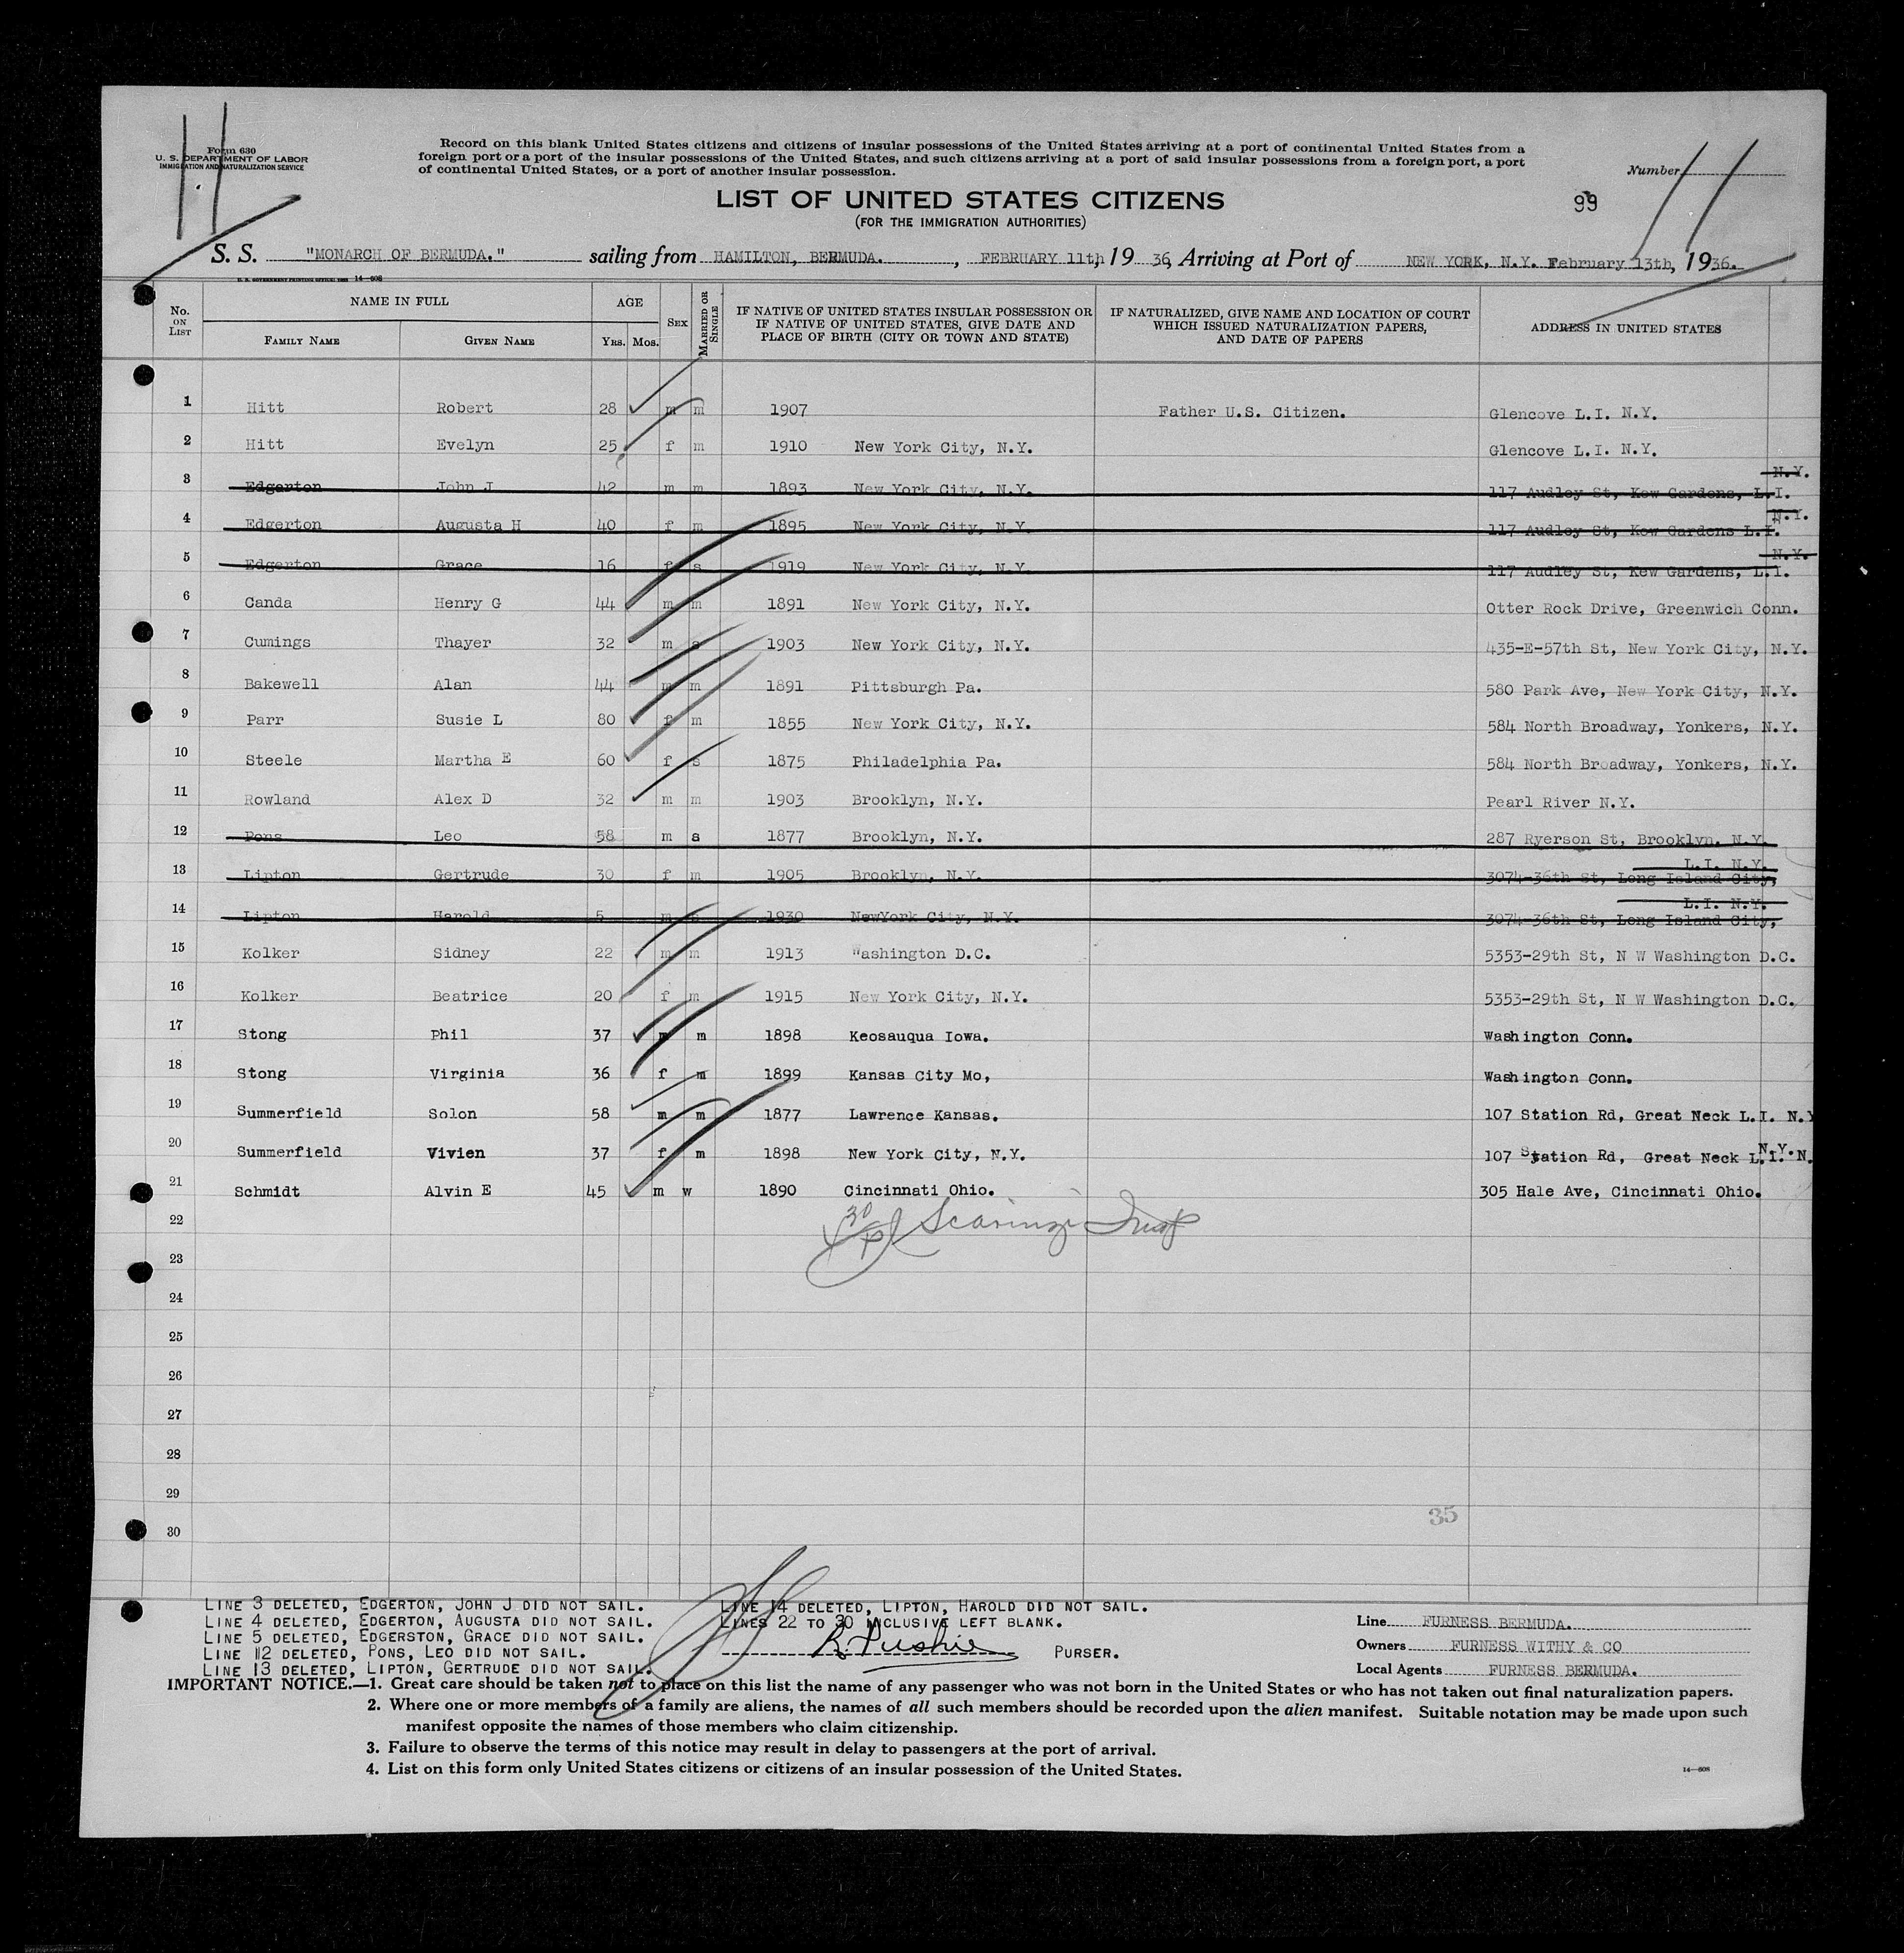 Form 630
U. S. DEPARTMENT OF LABOR
IMMIGRATION AND NATURALIZATION SERVICE
Record on this blank United States citizens and citizens of insular possessions of the United States arriving at a port of continental United States from a
foreign port or a port of the insular possessions of the United States, and such citizens arriving at a port of said insular possessions from a foreign port, a port
of continental United States, or a port of another insular possession.
Number
11
11
LIST OF UNITED STATES CITIZENS
(FOR THE IMMIGRATION AUTHORITIES)
99
S. S. "MONARCH OF BERMUDA." sailing from HAMILTON, BERMUDA. , FEBRUARY 11th, 19 36, Arriving at Port of NEW YORK, N.Y. February 13th, 19 36.
U. S. GOVERNMENT PRINTING OFFICE: 14—608
No. ON LIST NAME IN FULL AGE SEX MARRIED OR SINGLE IF NATIVE OF UNITED STATES INSULAR POSSESSION OR IF NATIVE OF UNITED STATES, GIVE DATE AND PLACE OF BIRTH (CITY OR TOWN AND STATE) IF NATURALIZED, GIVE NAME AND LOCATION OF COURT WHICH ISSUED NATURALIZATION PAPERS, AND DATE OF PAPERS ADDRESS IN UNITED STATES
FAMILY NAME GIVEN NAME YRS. MOS.
1 Hitt Robert 28 m m 1907 Father U.S. Citizen. Glencove L.I. N.Y.
2 Hitt Evelyn 25 f m 1910 New York City, N.Y. Glencove L.I. N.Y.
3 Edgerton John J 42 m m 1893 New York City, N.Y. 117 Audley St, Kew Gardens, L.I. N.Y.
4 Edgerton Augusta H 40 f m 1895 New York City, N.Y. 117 Audley St, Kew Gardens L.I. N.Y.
5 Edgerton Grace 16 f s 1919 New York City, N.Y. 117 Audley St, Kew Gardens, L.I. N.Y.
6 Canda Henry G 44 m m 1891 New York City, N.Y. Otter Rock Drive, Greenwich Conn.
7 Cumings Thayer 32 m s 1903 New York City, N.Y. 435-E-57th St, New York City, N.Y.
8 Bakewell Alan 44 m m 1891 Pittsburgh Pa. 580 Park Ave, New York City, N.Y.
9 Parr Susie L 80 f m 1855 New York City, N.Y. 584 North Broadway, Yonkers, N.Y.
10 Steele Martha E 60 f s 1875 Philadelphia Pa. 584 North Broadway, Yonkers, N.Y.
11 Rowland Alex D 32 m m 1903 Brooklyn, N.Y. Pearl River N.Y.
12 Pons Leo 58 m a 1877 Brooklyn, N.Y. 287 Ryerson St, Brooklyn, N.Y.
13 Lipton Gertrude 30 f m 1905 Brooklyn, N.Y. 3074-36th St, Long Island City, L.I. N.Y.
14 Lipton Harold 5 m s 1930 NewYork City, N.Y. 3074-36th St, Long Island City, L.I. N.Y.
15 Kolker Sidney 22 m m 1913 Washington D.C. 5353-29th St, N W Washington D.C.
16 Kolker Beatrice 20 f m 1915 New York City, N.Y. 5353-29th St, N W Washington D.C.
17 Stong Phil 37 m m 1898 Keosauqua Iowa. Washington Conn.
18 Stong Virginia 36 f m 1899 Kansas City Mo, Washington Conn.
19 Summerfield Solon 58 m m 1877 Lawrence Kansas. 107 Station Rd, Great Neck L.I. N.Y
20 Summerfield Vivien 37 f m 1898 New York City, N.Y. 107 Station Rd, Great Neck L.I. N.Y.
21 Schmidt Alvin E 45 m w 1890 Cincinnati Ohio. 305 Hale Ave, Cincinnati Ohio.
22
23
24
25
26
27
28
29
30
35
LINE 3 DELETED, EDGERTON, JOHN J DID NOT SAIL.
LINE 4 DELETED, EDGERTON, AUGUSTA DID NOT SAIL.
LINE 5 DELETED, EDGERSTON, GRACE DID NOT SAIL.
LINE 12 DELETED, PONS, LEO DID NOT SAIL.
LINE 13 DELETED, LIPTON, GERTRUDE DID NOT SAIL.
LINE 14 DELETED, LIPTON, HAROLD DID NOT SAIL.
LINES 22 TO 30 INCLUSIVE LEFT BLANK.
PURSER.
Line FURNESS BERMUDA.
Owners FURNESS WITHY & CO
Local Agents FURNESS BERMUDA.
IMPORTANT NOTICE.—1. Great care should be taken not to place on this list the name of any passenger who was not born in the United States or who has not taken out final naturalization papers.
2. Where one or more members of a family are aliens, the names of all such members should be recorded upon the alien manifest. Suitable notation may be made upon such
manifest opposite the names of those members who claim citizenship.
3. Failure to observe the terms of this notice may result in delay to passengers at the port of arrival.
4. List on this form only United States citizens or citizens of an insular possession of the United States.
14—608